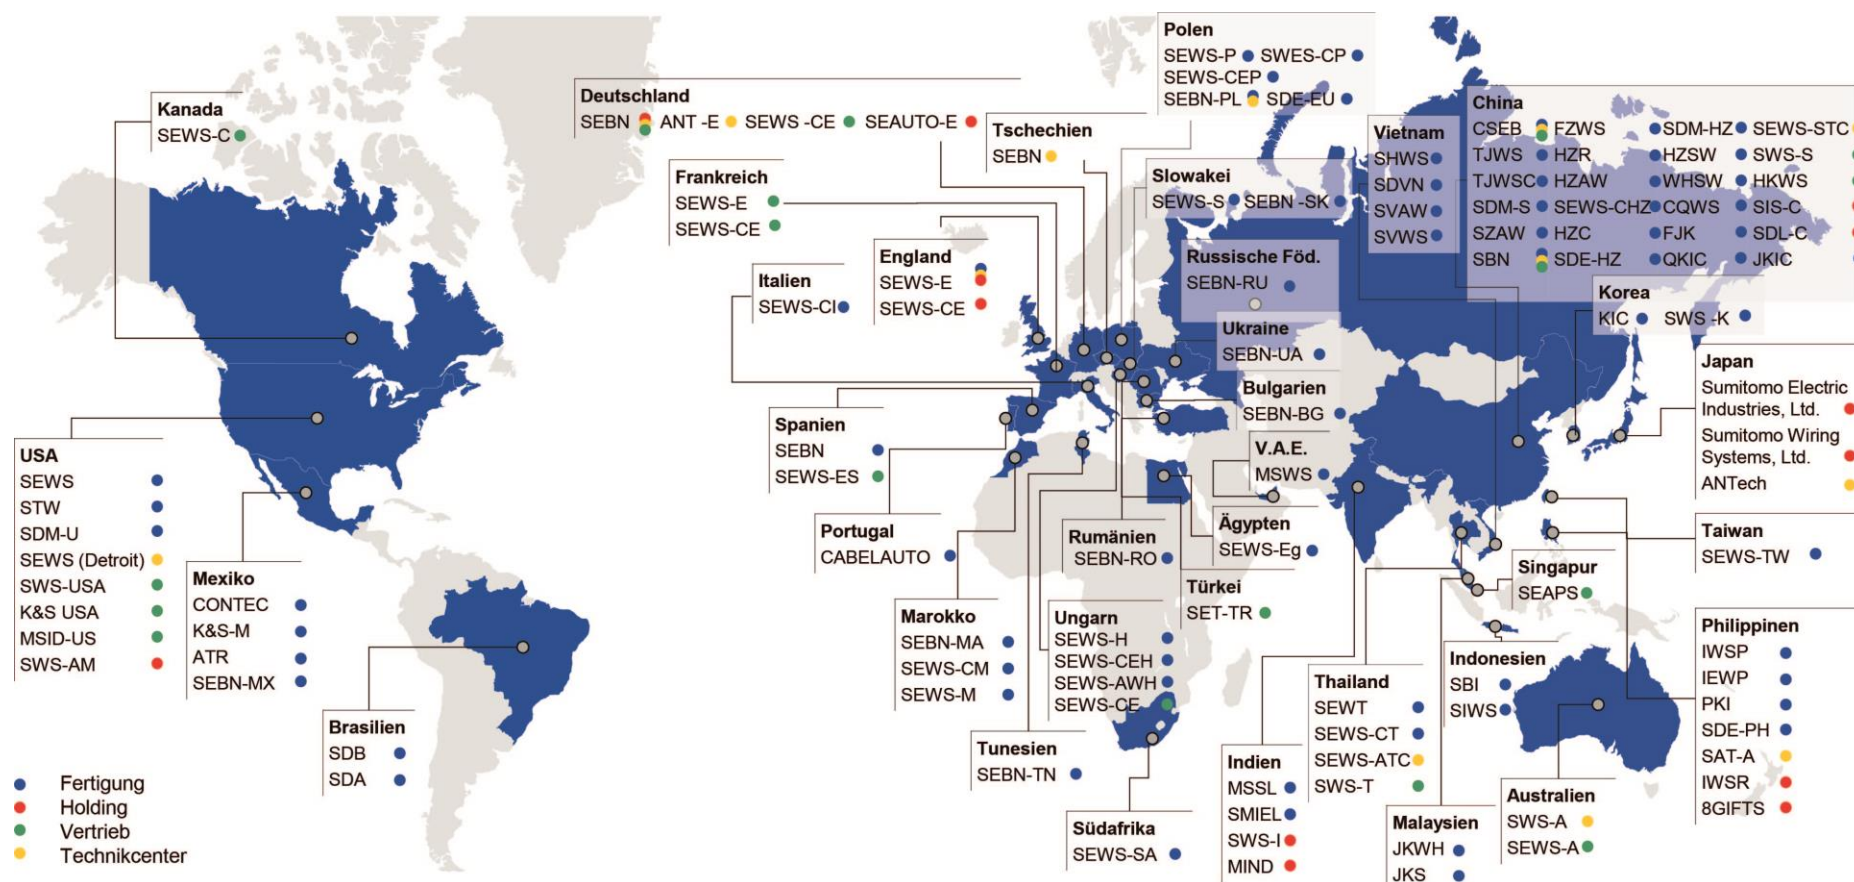 Kanada
SEWS-C
USA
SEWS
STW
SDM-U
SEWS (Detroit)
SWS-USA
K&S USA
MSID-US
SWS-AM
Mexiko
CONTEC
K&S-M
ATR
SEBN-MX
Brasilien
SDB
SDA
Fertigung
Holding
Vertrieb
Technikcenter
Deutschland
SEBN ANT -E SEWS -CE SEAUTO-E
Frankreich
SEWS-E
SEWS-CE
England
SEWS-E
SEWS-CE
Italien
SEWS-CI
Spanien
SEBN
SEWS-ES
Portugal
CABELAUTO
Marokko
SEBN-MA
SEWS-CM
SEWS-M
Tunesien
SEBN-TN
Tschechien
SEBN
Polen
SEWS-P SWES-CP
SEWS-CEP
SEBN-PL SDE-EU
Slowakei
SEWS-S SEBN -SK
Russische Föd.
SEBN-RU
Ukraine
SEBN-UA
Bulgarien
SEBN-BG
V.A.E.
MSWS
Ägypten
SEWS-Eg
Rumänien
SEBN-RO
Türkei
SET-TR
Ungarn
SEWS-H
SEWS-CEH
SEWS-AWH
SEWS-CE
Südafrika
SEWS-SA
Indien
MSSL
SMIEL
SWS-I
MIND
Vietnam
SHWS
SDVN
SVAW
SVWS
China
CSEB FZWS SDM-HZ SEWS-STC
TJWS HZR HZSW SWS-S
TJWSC HZAW WHSW HKWS
SDM-S SEWS-CHZ CQWS SIS-C
SZAW HZC FJK SDL-C
SBN SDE-HZ QKIC JKIC
Korea
KIC SWS -K
Japan
Sumitomo Electric
Industries, Ltd.
Sumitomo Wiring
Systems, Ltd.
ANTech
Taiwan
SEWS-TW
Singapur
SEAPS
Philippinen
IWSP
IEWP
PKI
SDE-PH
SAT-A
IWSR
8GIFTS
Indonesien
SBI
SIWS
Thailand
SEWT
SEWS-CT
SEWS-ATC
SWS-T
Malaysien
JKWH
JKS
Australien
SWS-A
SEWS-A